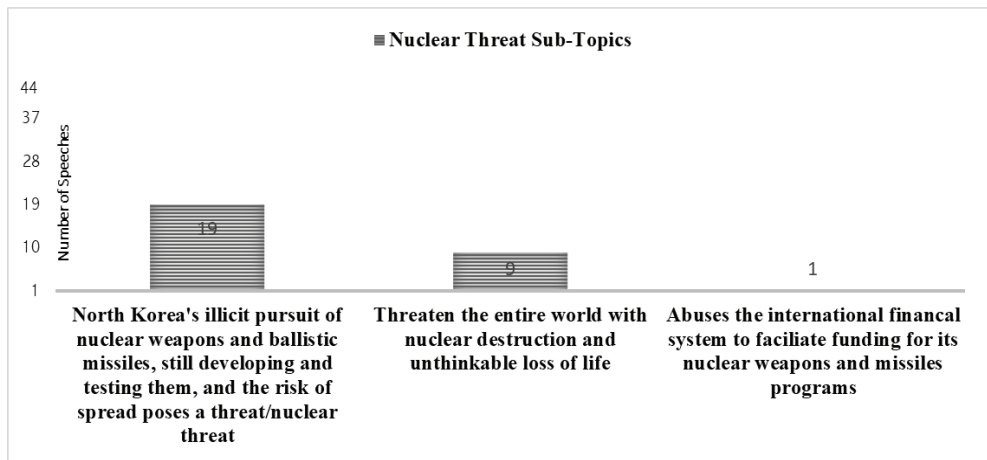 Nuclear Threat Sub-Topics
44
37
28
19
10
1
Number of Speeches
19
9
1
North Korea's illicit pursuit of
nuclear weapons and ballistic
missiles, still developing and
testing them, and the risk of
spread poses a threat/nuclear
threat
Threaten the entire world with
nuclear destruction and
unthinkable loss of life
Abuses the international financal
system to faciliate funding for its
nuclear weapons and missiles
programs